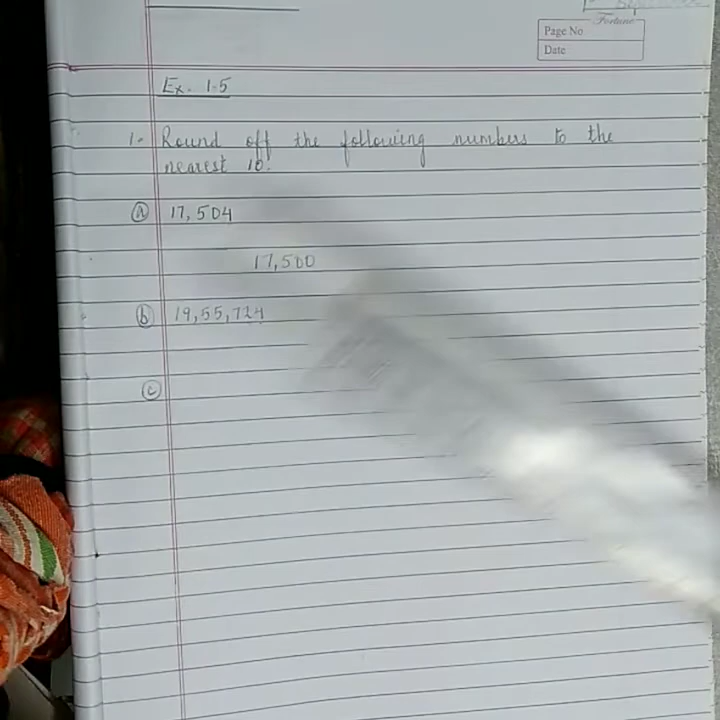 Fortune
Page No
Date
Ex. 1.5
1. Round off the following numbers to the
nearest 10.
(a) 17,504
17,500
(b) 19,55,724
(c)